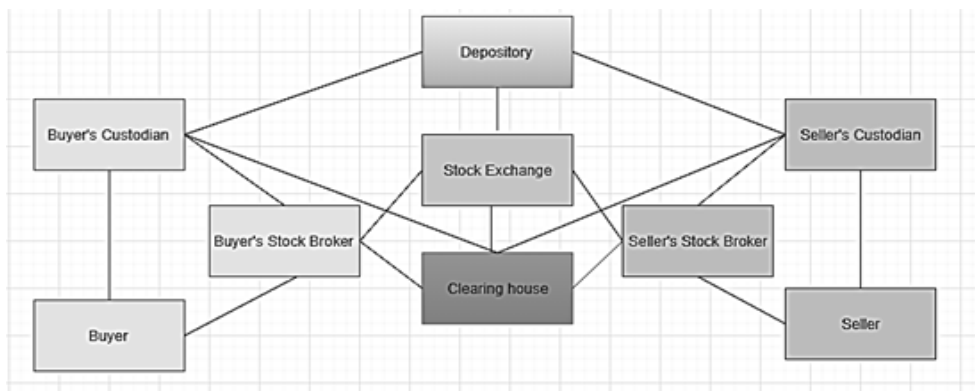 Depository
Buyer's Custodian
Seller's Custodian
Stock Exchange
Buyer's Stock Broker
Seller's Stock Broker
Clearing house
Buyer
Seller